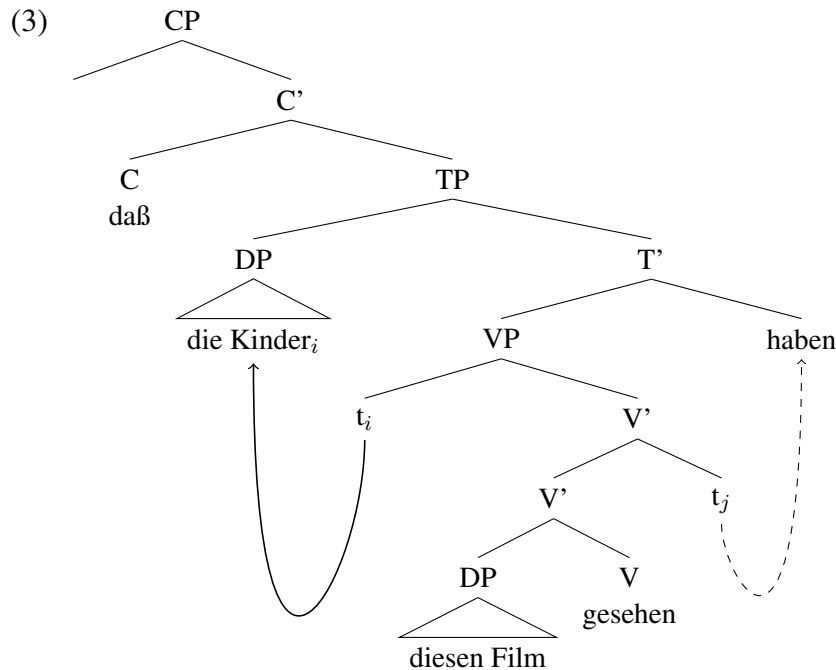 (3)
CP
C'
C
TP
daß
DP
T'
die Kinderᵢ
VP
haben
tᵢ
V'
V'
tⱼ
DP
V
gesehen
diesen Film